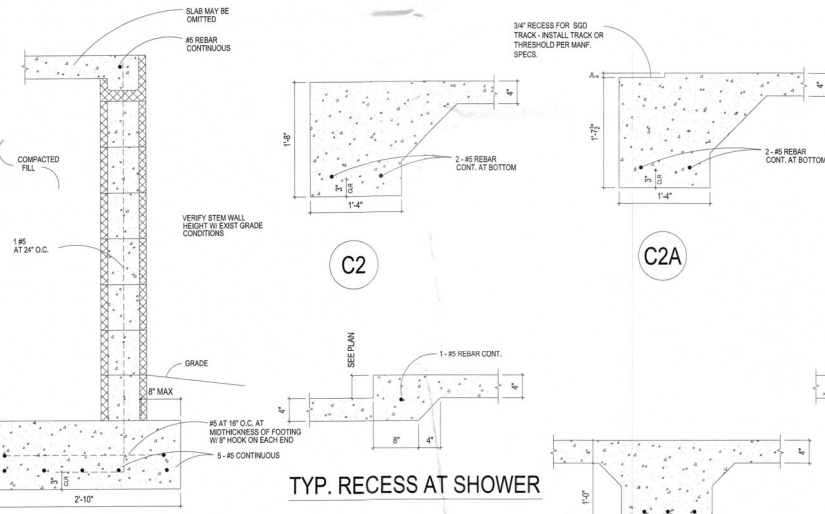 SLAB MAY BE
OMITTED
#5 REBAR
CONTINUOUS
COMPACTED
FILL
VERIFY STEM WALL
HEIGHT W/ EXIST GRADE
CONDITIONS
1 #5
AT 24" O.C.
GRADE
8" MAX
#5 AT 16" O.C. AT
MIDTHICKNESS OF FOOTING
W/ 8" HOOK ON EACH END
5 - #5 CONTINUOUS
3"
CLR
2'-10"
4"
1'-8"
2 - #5 REBAR
CONT. AT BOTTOM
3"
CLR
1'-4"
C2
3/4" RECESS FOR SGD
TRACK - INSTALL TRACK OR
THRESHOLD PER MANF.
SPECS.
4"
2 - #5 REBAR
CONT. AT BOTTOM
3"
CLR
1'-4"
C2A
SEE PLAN
1 - #5 REBAR CONT.
4"
4"
8"
4"
TYP. RECESS AT SHOWER
4"
4"
1'-0"